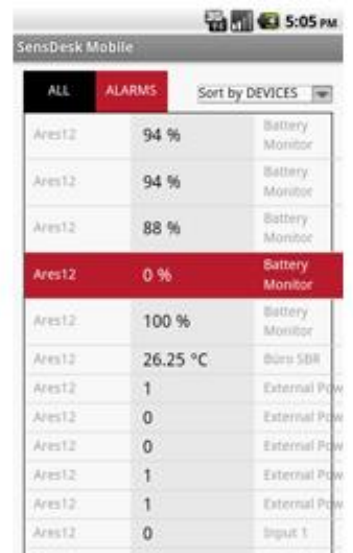 5:05 PM
SensDesk Mobile
ALL ALARMS Sort by DEVICES
Ares12 94 % Battery Monitor
Ares12 94 % Battery Monitor
Ares12 88 % Battery Monitor
Ares12 0 % Battery Monitor
Ares12 100 % Battery Monitor
Ares12 26.25 °C Büro SBR
Ares12 1 External Pow
Ares12 0 External Pow
Ares12 0 External Pow
Ares12 1 External Pow
Ares12 1 External Pow
Ares12 0 Input 1